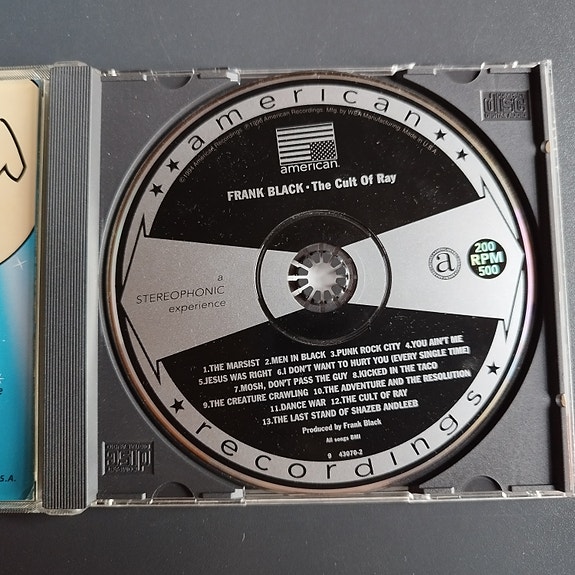 american
©1994 American Recordings ℗1996 American Recordings. Mfg. by WEA Manufacturing. Made in U.S.A.
american
FRANK BLACK • The Cult Of Ray
a
STEREOPHONIC
experience
a
200
RPM
500
1.THE MARSIST 2.MEN IN BLACK 3.PUNK ROCK CITY 4.YOU AIN'T ME
5.JESUS WAS RIGHT 6.I DON'T WANT TO HURT YOU (EVERY SINGLE TIME)
7.MOSH, DON'T PASS THE GUY 8.KICKED IN THE TACO
9.THE CREATURE CRAWLING 10.THE ADVENTURE AND THE RESOLUTION
11.DANCE WAR 12.THE CULT OF RAY
13.THE LAST STAND OF SHAZEB ANDLEEB
Produced by Frank Black
All songs BMI
9 43070-2
recordings
disc
disc
S.A.